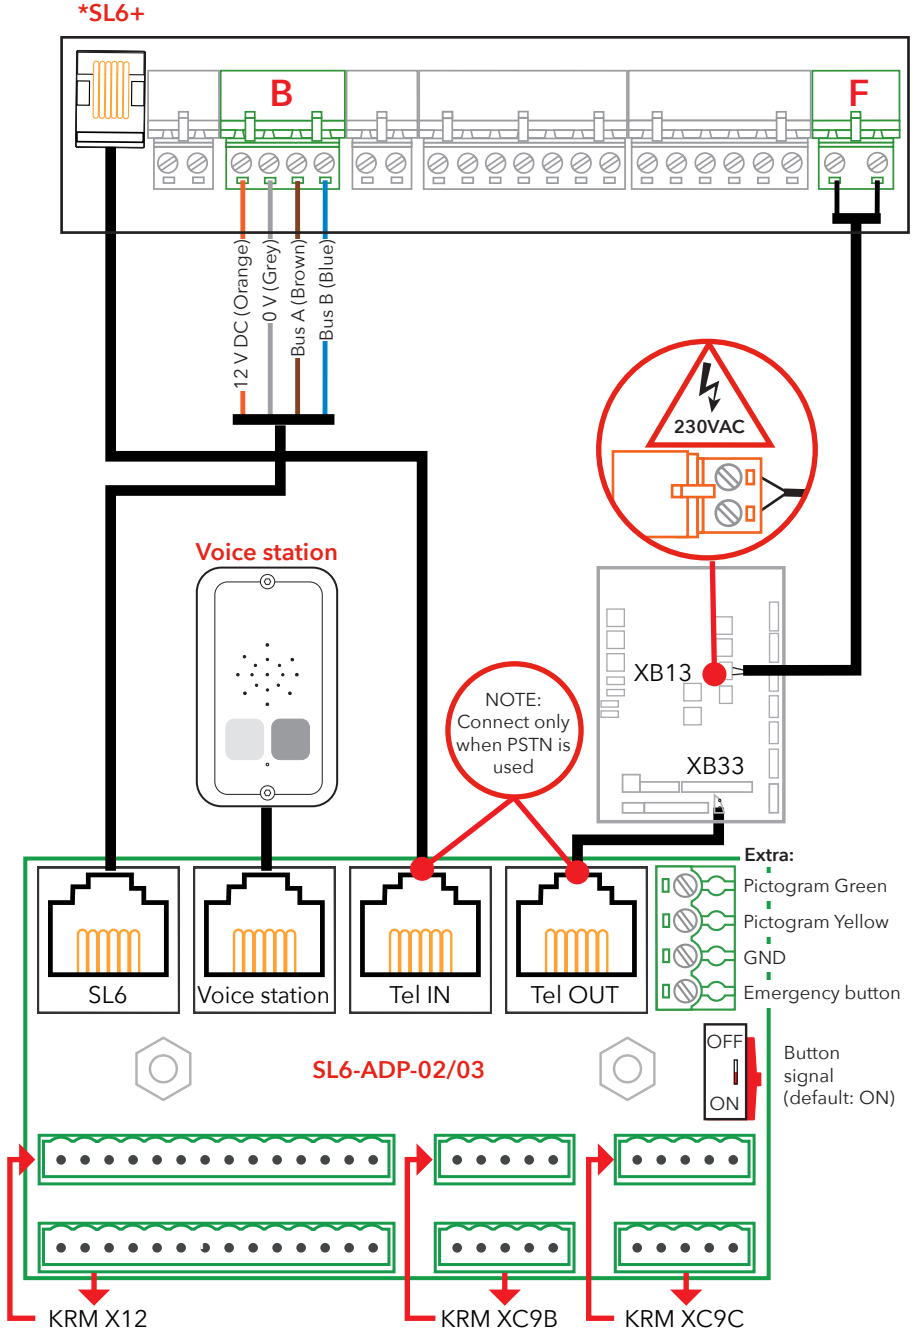 *SL6+
B
F
12 V DC (Orange)
0 V (Grey)
Bus A (Brown)
Bus B (Blue)
230VAC
Voice station
NOTE:
Connect only
when PSTN is
used
XB13
XB33
Extra:
Pictogram Green
Pictogram Yellow
GND
Emergency button
SL6
Voice station
Tel IN
Tel OUT
SL6-ADP-02/03
OFF
ON
Button
signal
(default: ON)
KRM X12
KRM XC9B
KRM XC9C